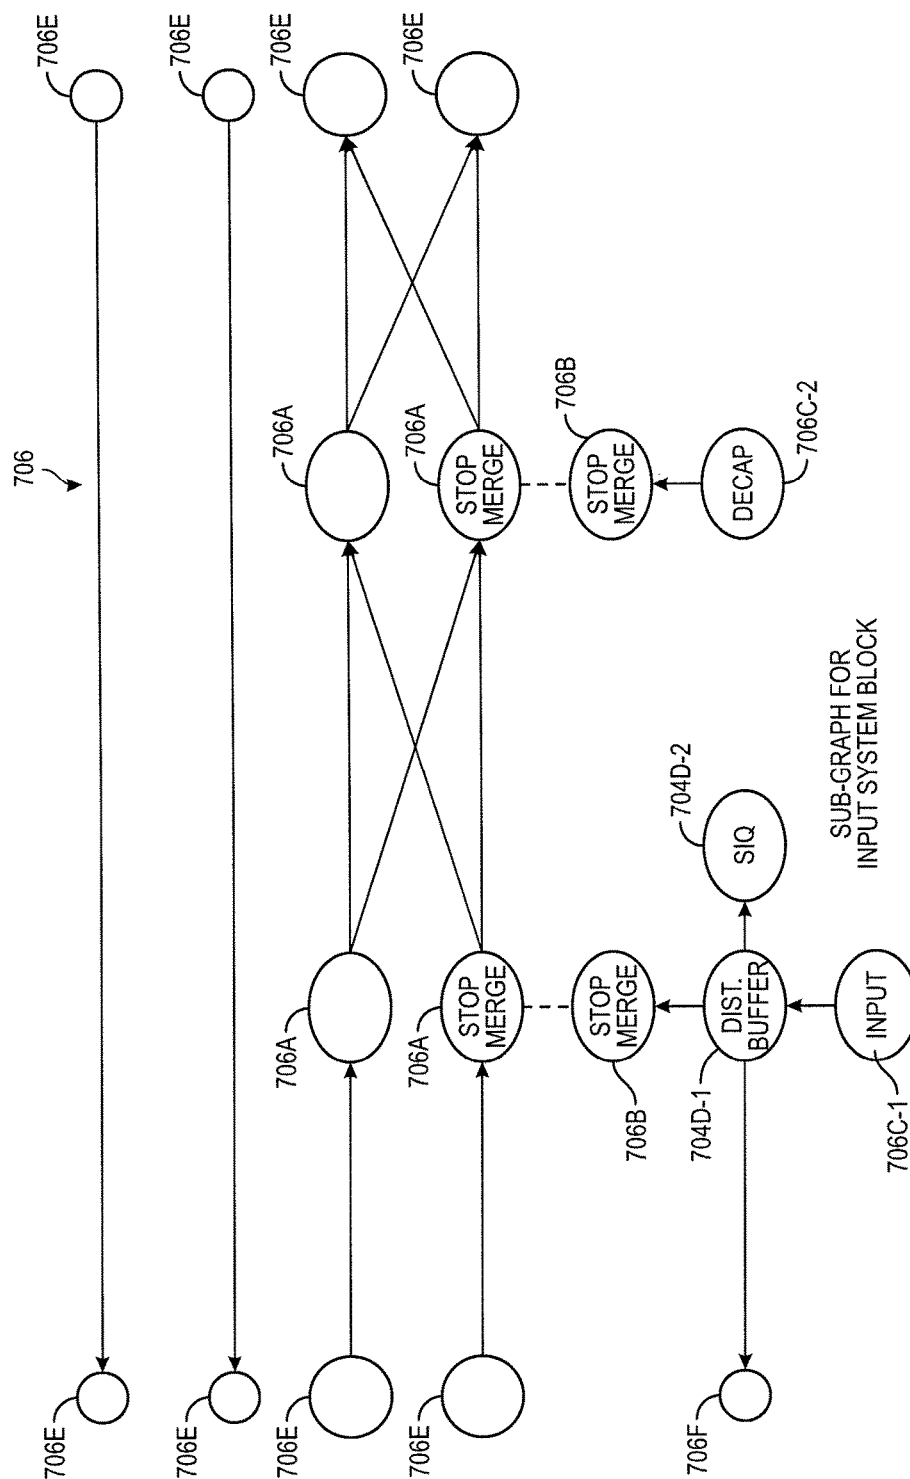 706
706E
706E
706E
706E
706E
706A
706A
706E
706E
706A
STOP
MERGE
706A
STOP
MERGE
706E
STOP
MERGE
706B
STOP
MERGE
706B
706F
704D-1
DIST.
BUFFER
SIQ
704D-2
DECAP
706C-2
INPUT
706C-1
SUB-GRAPH FOR
INPUT SYSTEM BLOCK